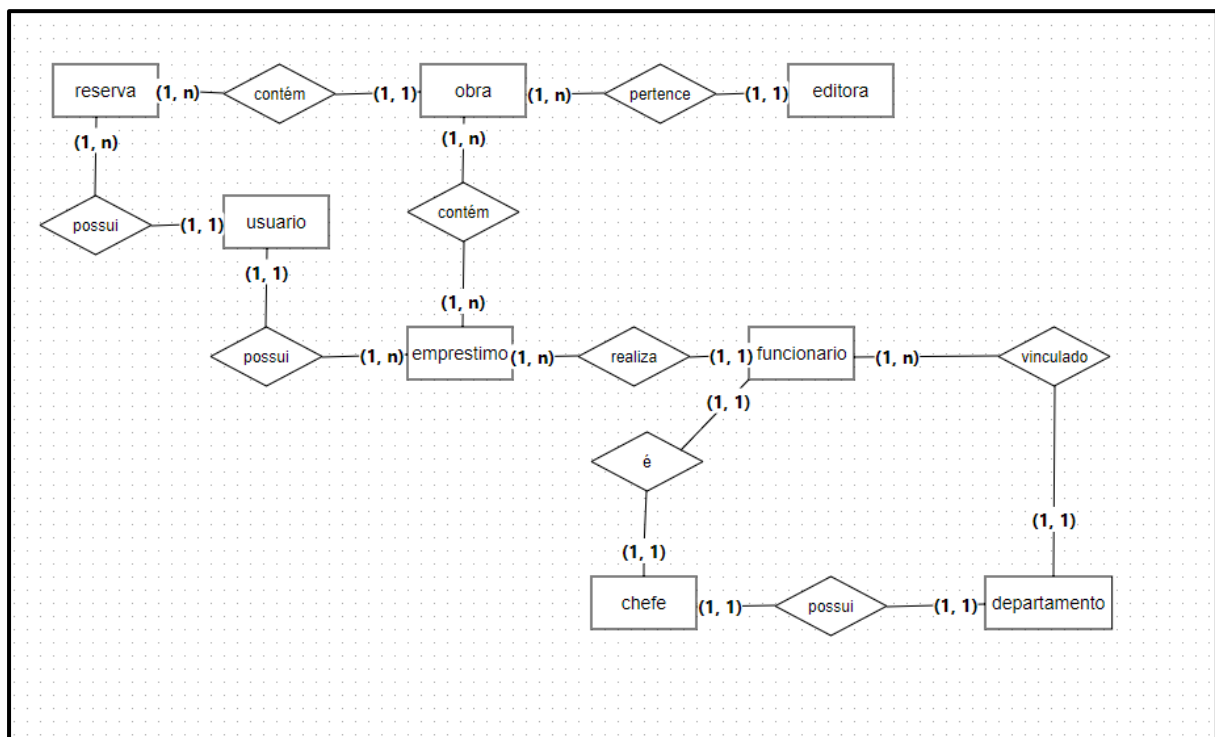 reserva (1, n) contém (1, 1) obra (1, n) pertence (1, 1) editora
(1, n) (1, n)
possui (1, 1) usuario contém
(1, 1)
(1, n)
possui (1, n) emprestimo (1, n) realiza (1, 1) funcionario (1, n) vinculado
(1, 1)
é
(1, 1)
(1, 1)
chefe (1, 1) possui (1, 1) departamento